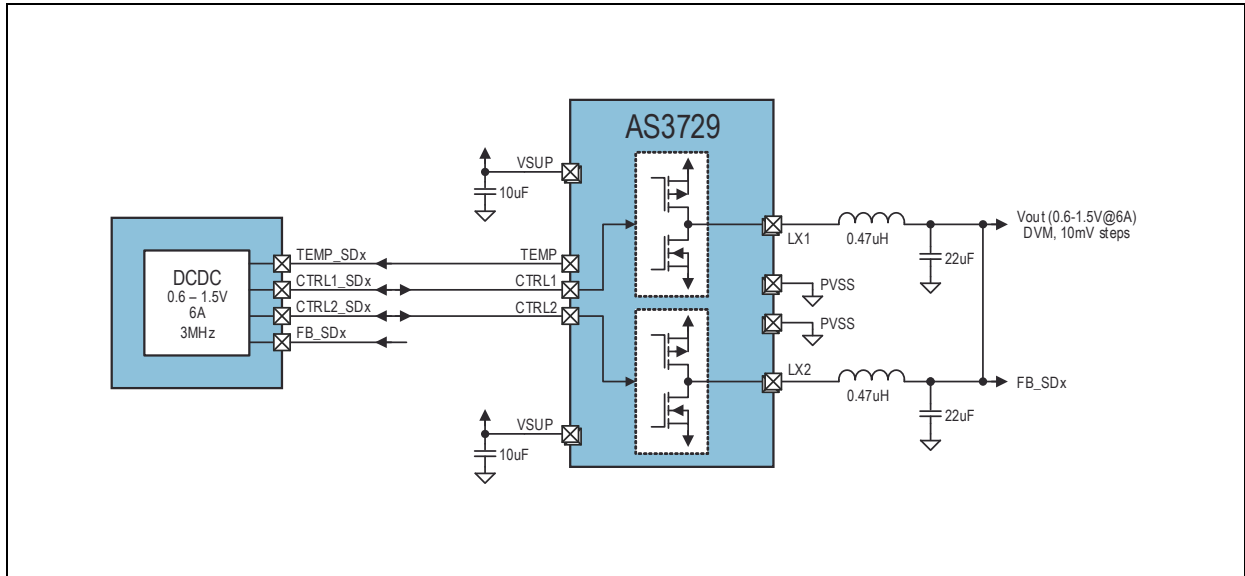 AS3729
VSUP
10uF
DCDC
0.6 – 1.5V
6A
3MHz
TEMP_SDx
CTRL1_SDx
CTRL2_SDx
FB_SDx
TEMP
CTRL1
CTRL2
VSUP
10uF
LX1
0.47uH
22uF
Vout (0.6-1.5V@6A)
DVM, 10mV steps
PVSS
PVSS
LX2
0.47uH
22uF
FB_SDx